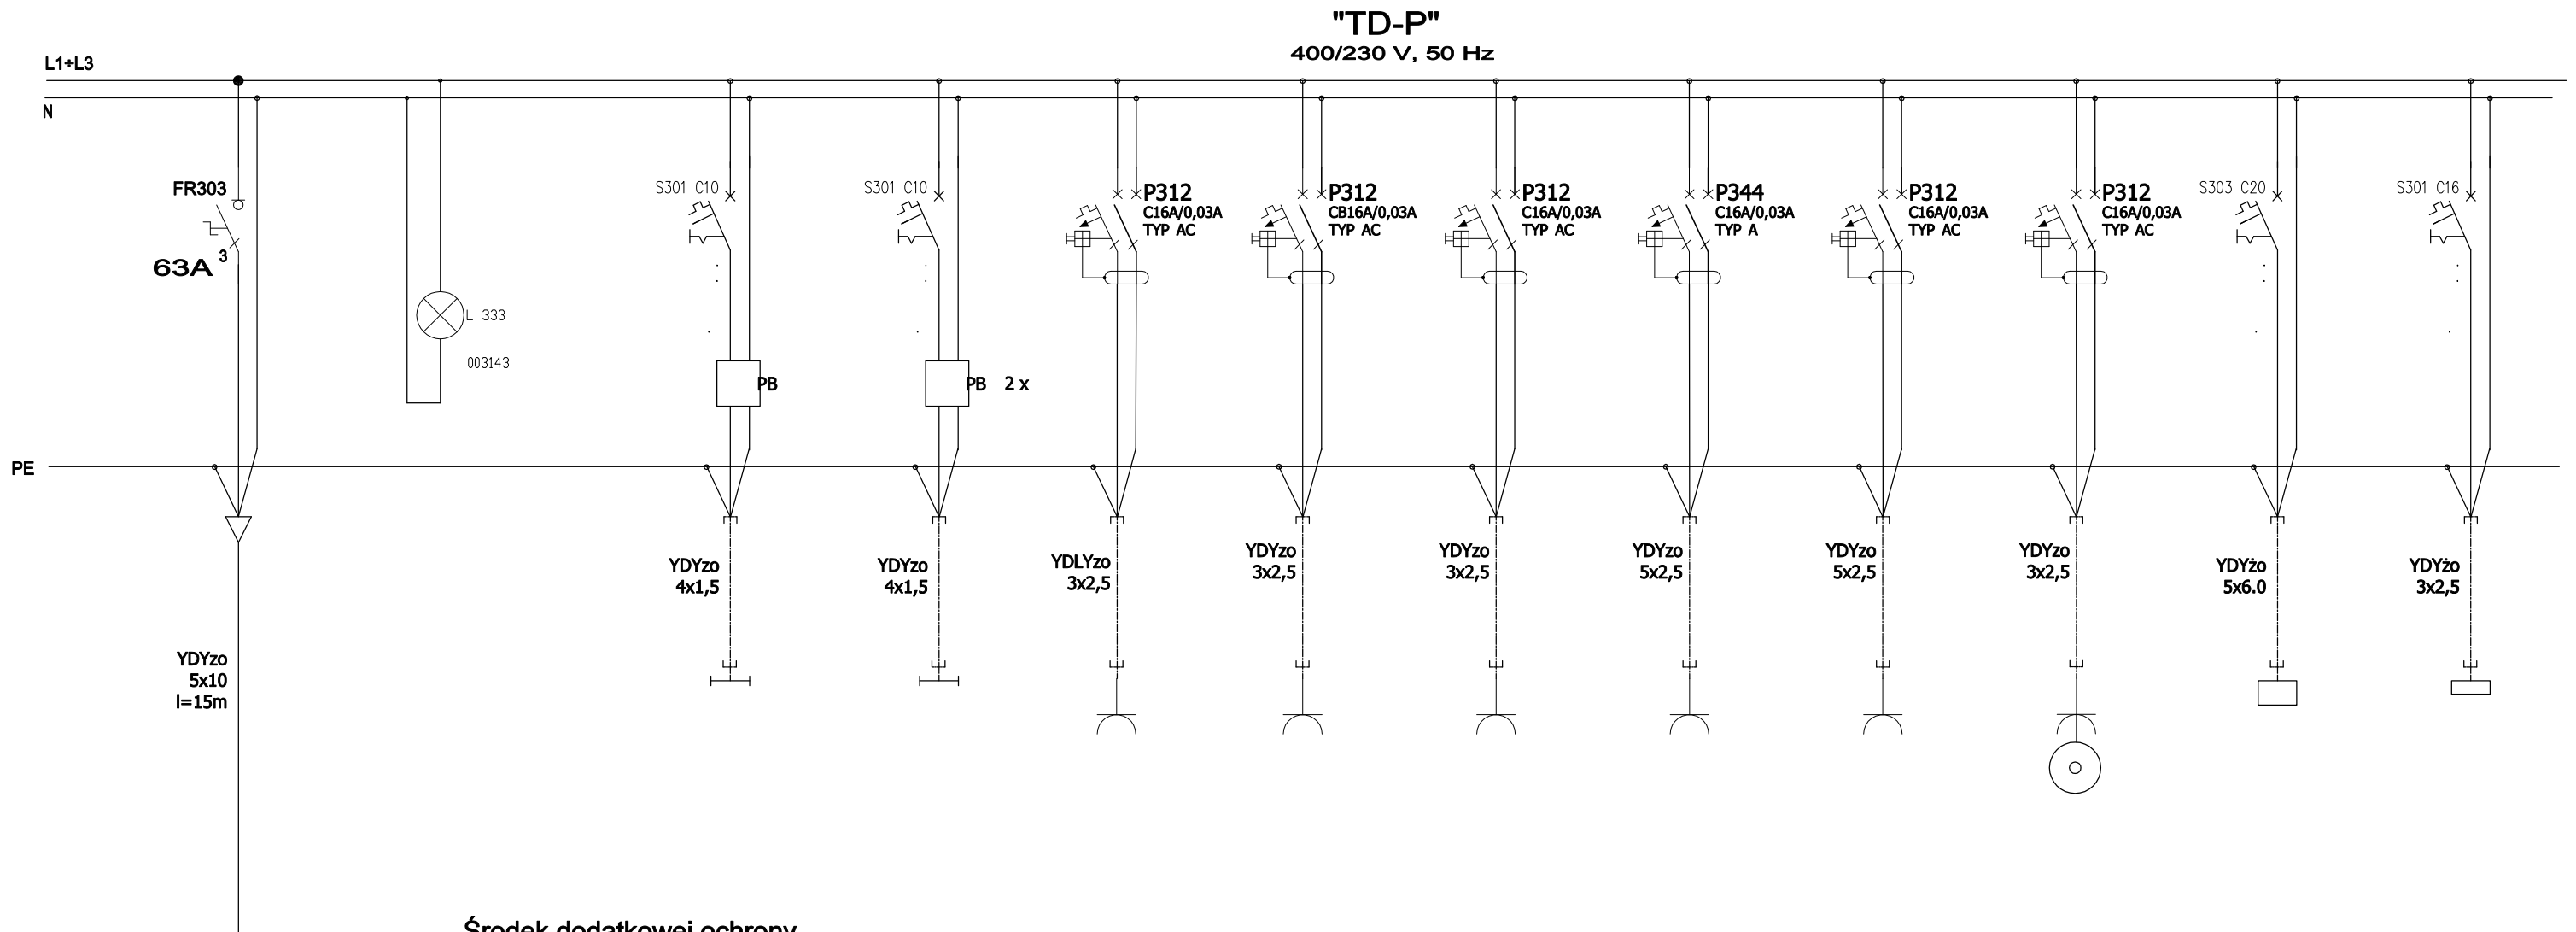 "TD-P"
400/230 V, 50 Hz
L1÷L3
N
FR303
63A 3
L 333
003143
S301 C10
PB
S301 C10
PB 2 x
P312
C16A/0,03A
TYP AC
P312
CB16A/0,03A
TYP AC
P312
C16A/0,03A
TYP AC
P344
C16A/0,03A
TYP A
P312
C16A/0,03A
TYP AC
P312
C16A/0,03A
TYP AC
S303 C20
S301 C16
PE
YDYzo
5x10
l=15m
YDYzo
4x1,5
YDYzo
4x1,5
YDLYzo
3x2,5
YDYzo
3x2,5
YDYzo
3x2,5
YDYzo
5x2,5
YDYzo
5x2,5
YDYzo
3x2,5
YDYżo
5x6.0
YDYżo
3x2,5
Środek dodatkowej ochrony